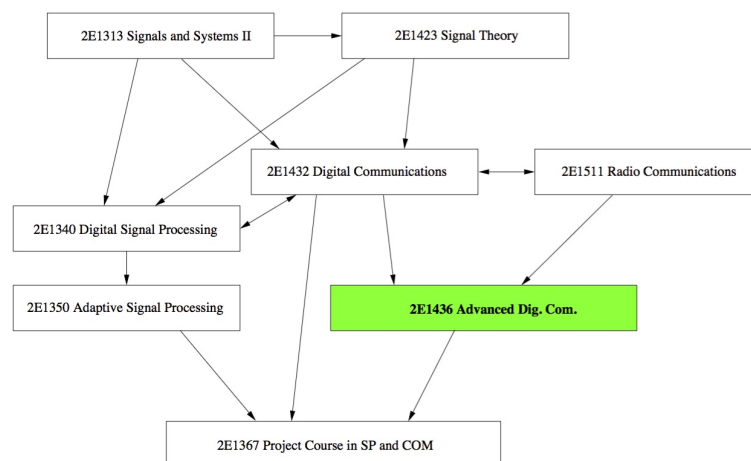 2E1313 Signals and Systems II
2E1423 Signal Theory
2E1432 Digital Communications
2E1511 Radio Communications
2E1340 Digital Signal Processing
2E1350 Adaptive Signal Processing
2E1436 Advanced Dig. Com.
2E1367 Project Course in SP and COM